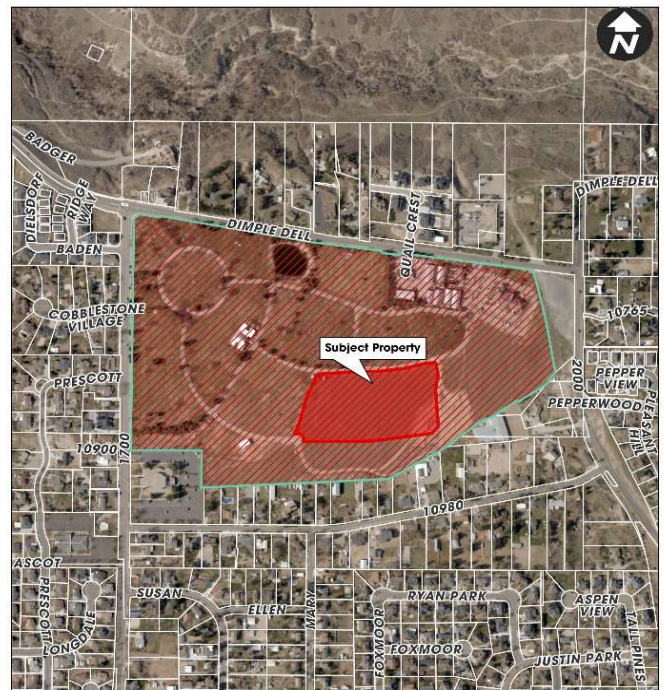 N
BADGER
DIELSDORF
RIDGE
WAY
BADEN
DIMPLE DELL
DIMPLE DELL
QUAIL CREST
COBBLESTONE
VILLAGE
10765
Subject Property
PRESCOTT
2000
PEPPER
VIEW
PEPPERWOOD
PLEASANT
HILL
10900
1700
10980
ASCOT
PRESCOTT
LONGDALE
SUSAN
ELLEN
MARY
RYAN PARK
FOXMOOR
FOXMOOR
ASPEN
VIEW
TALL PINES
JUSTIN PARK